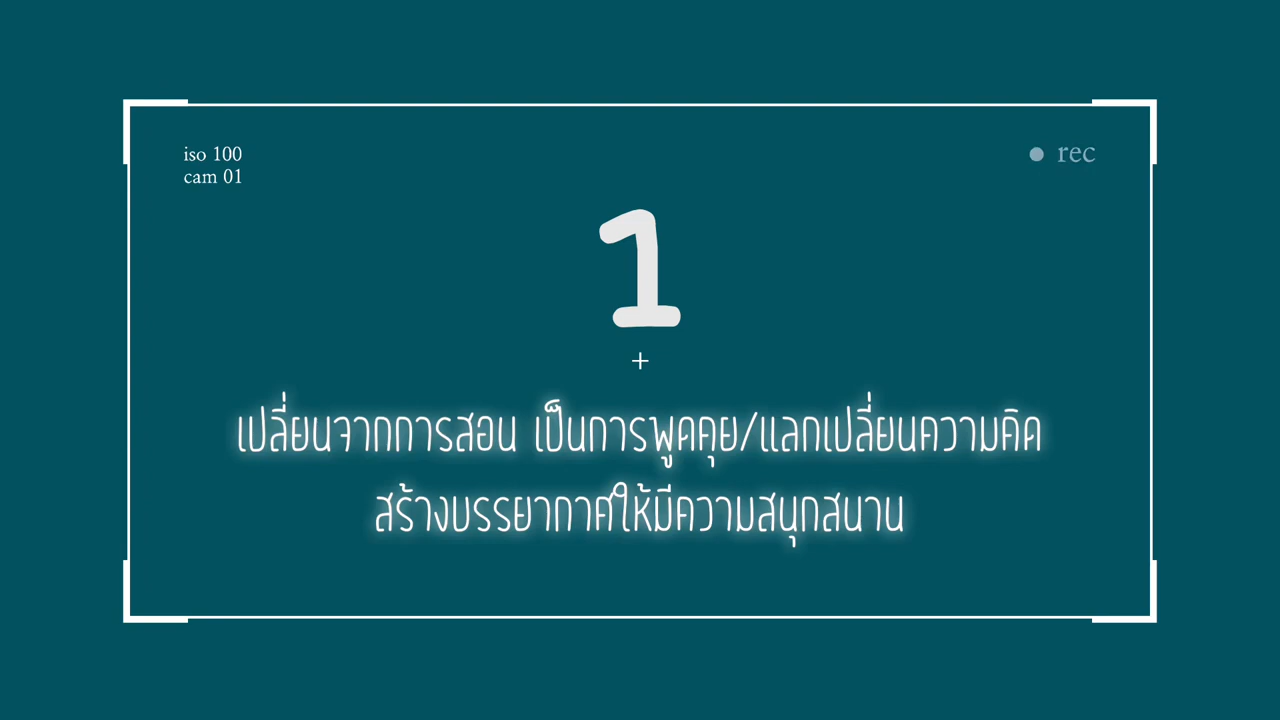 iso 100
cam 01
rec
1
+
เปลี่ยนจากการสอน เป็นการพูดคุย/แลกเปลี่ยนความคิด
สร้างบรรยากาศให้มีความสนุกสนาน